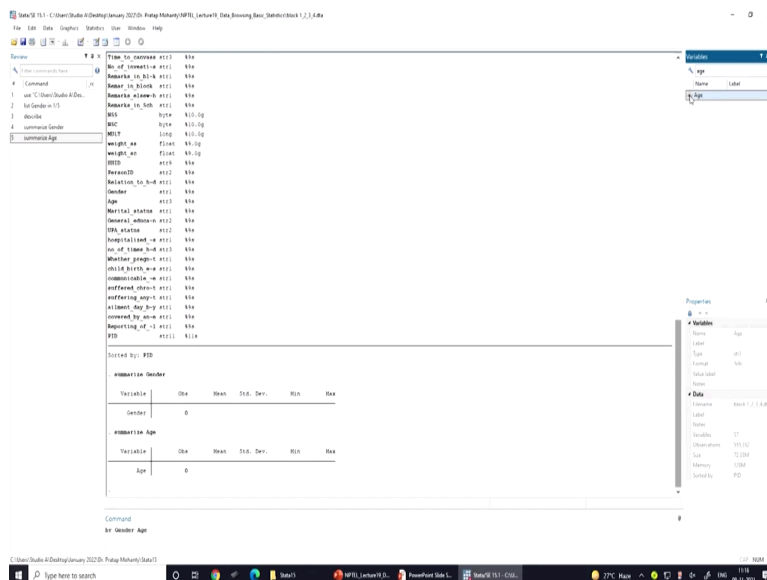 Stata/SE 15.1 - C:\Users\Studio A\Desktop\January 2022\Dr. Pratap Mohanty\NPTEL_Lecture19_Data_Browsing_Basic_Statistics\block 1_2_3_4.dta
File Edit Data Graphics Statistics User Window Help
Review
Filter commands here
# Command _rc
1 use "C:\Users\Studio A\Des...
2 list Gender in 1/5
3 describe
4 summarize Gender
5 summarize Age
Time_to_canvass str3 %9s
No_of_investi~s str1 %9s
Remarks_in_bl~k str1 %9s
Remar_in_block str1 %9s
Remarks_elsew~h str1 %9s
Remarks_in_Sch str1 %9s
NSS byte %10.0g
NSC byte %10.0g
MULT long %10.0g
weight_ss float %9.0g
weight_sc float %9.0g
HHID str9 %9s
PersonID str2 %9s
Relation_to_h~d str1 %9s
Gender str1 %9s
Age str3 %9s
Marital_status str1 %9s
General_educa~n str2 %9s
UPA_status str2 %9s
hospitalized_~s str1 %9s
no_of_times_h~d str3 %9s
Whether_pregn~t str1 %9s
child_birth_e~s str1 %9s
communicable_~e str1 %9s
suffered_chro~t str1 %9s
suffering_any~t str1 %9s
ailment_day_b~y str1 %9s
covered_by_an~e str1 %9s
Reporting_of_~l str1 %9s
PID str11 %11s
Sorted by: PID
. summarize Gender
Variable Obs Mean Std. Dev. Min Max
Gender 0
. summarize Age
Variable Obs Mean Std. Dev. Min Max
Age 0
Command
br Gender Age
Variables
age
Name Label
Age
Properties
Variables
Name Age
Label
Type str3
Format %9s
Value label
Notes
Data
Filename block 1_2_3_4.dta
Label
Notes
Variables 57
Observations
Size
Memory
Sorted by PID
C:\Users\Studio A\Desktop\January 2022\Dr. Pratap Mohanty\Stata15
CAP NUM
Type here to search
Stata15
NPTEL_Lecture19_D...
PowerPoint Slide S...
Stata/SE 15.1 - C:\U...
27°C Haze
ENG
11:16